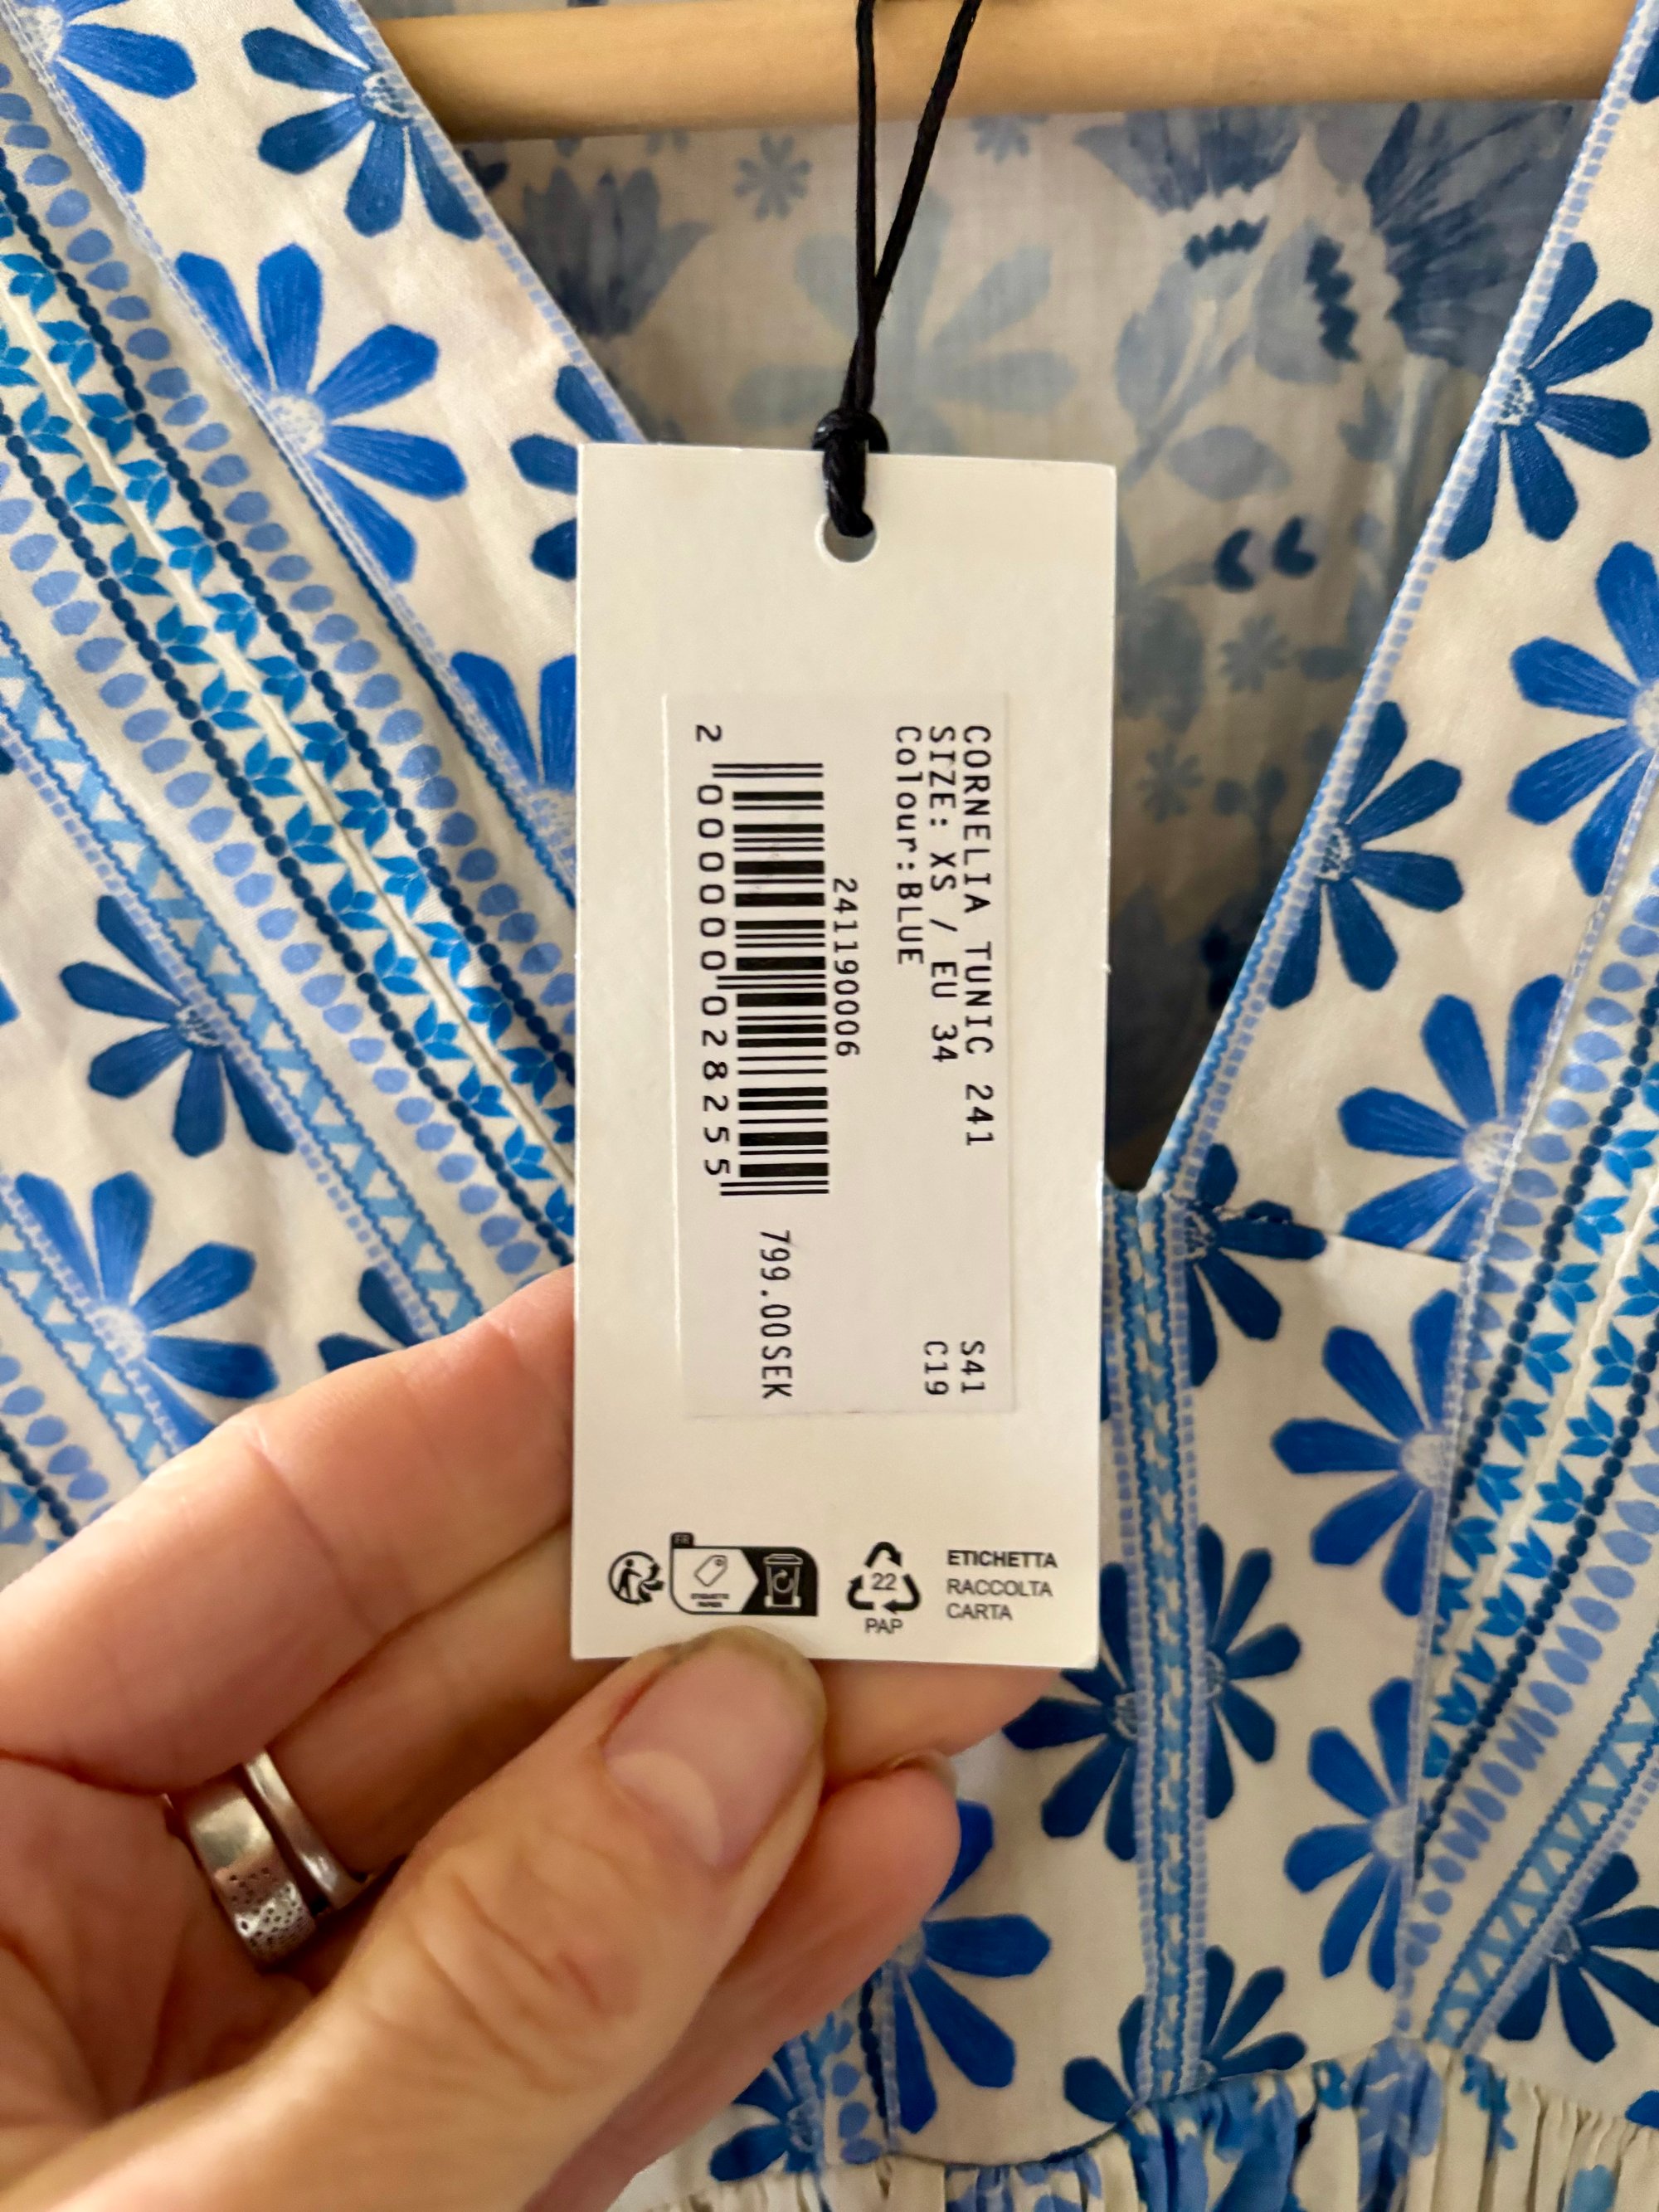 CORNELIA TUNIC 241
S41
SIZE: XS / EU 34
C19
Colour:BLUE
241190006
2 000000 028255
799.00SEK
FR
22
PAP
ETICHETTA
RACCOLTA
CARTA